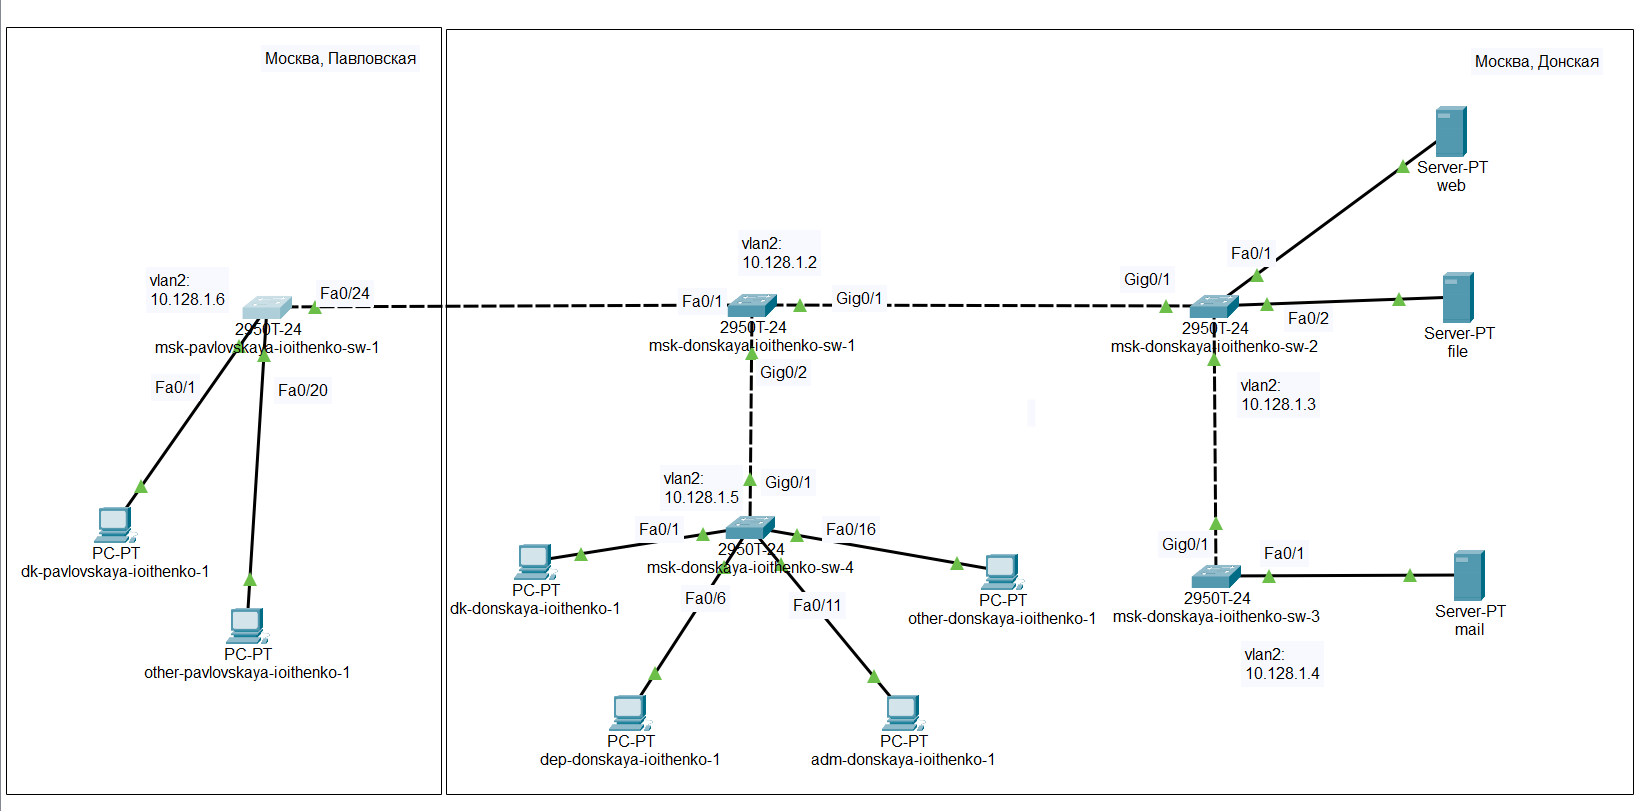 Москва, Павловская
vlan2:
10.128.1.6
Fa0/24
2950T-24
msk-pavlovskaya-ioithenko-sw-1
Fa0/1
Fa0/20
PC-PT
dk-pavlovskaya-ioithenko-1
PC-PT
other-pavlovskaya-ioithenko-1
Москва, Донская
vlan2:
10.128.1.2
Fa0/1
Gig0/1
2950T-24
msk-donskaya-ioithenko-sw-1
Gig0/2
Gig0/1
Fa0/1
Fa0/2
2950T-24
msk-donskaya-ioithenko-sw-2
vlan2:
10.128.1.3
Server-PT
web
Server-PT
file
vlan2:
10.128.1.5
Gig0/1
Fa0/1
Fa0/16
2950T-24
msk-donskaya-ioithenko-sw-4
Fa0/6
Fa0/11
PC-PT
dk-donskaya-ioithenko-1
PC-PT
other-donskaya-ioithenko-1
PC-PT
dep-donskaya-ioithenko-1
PC-PT
adm-donskaya-ioithenko-1
Gig0/1
Fa0/1
2950T-24
msk-donskaya-ioithenko-sw-3
vlan2:
10.128.1.4
Server-PT
mail